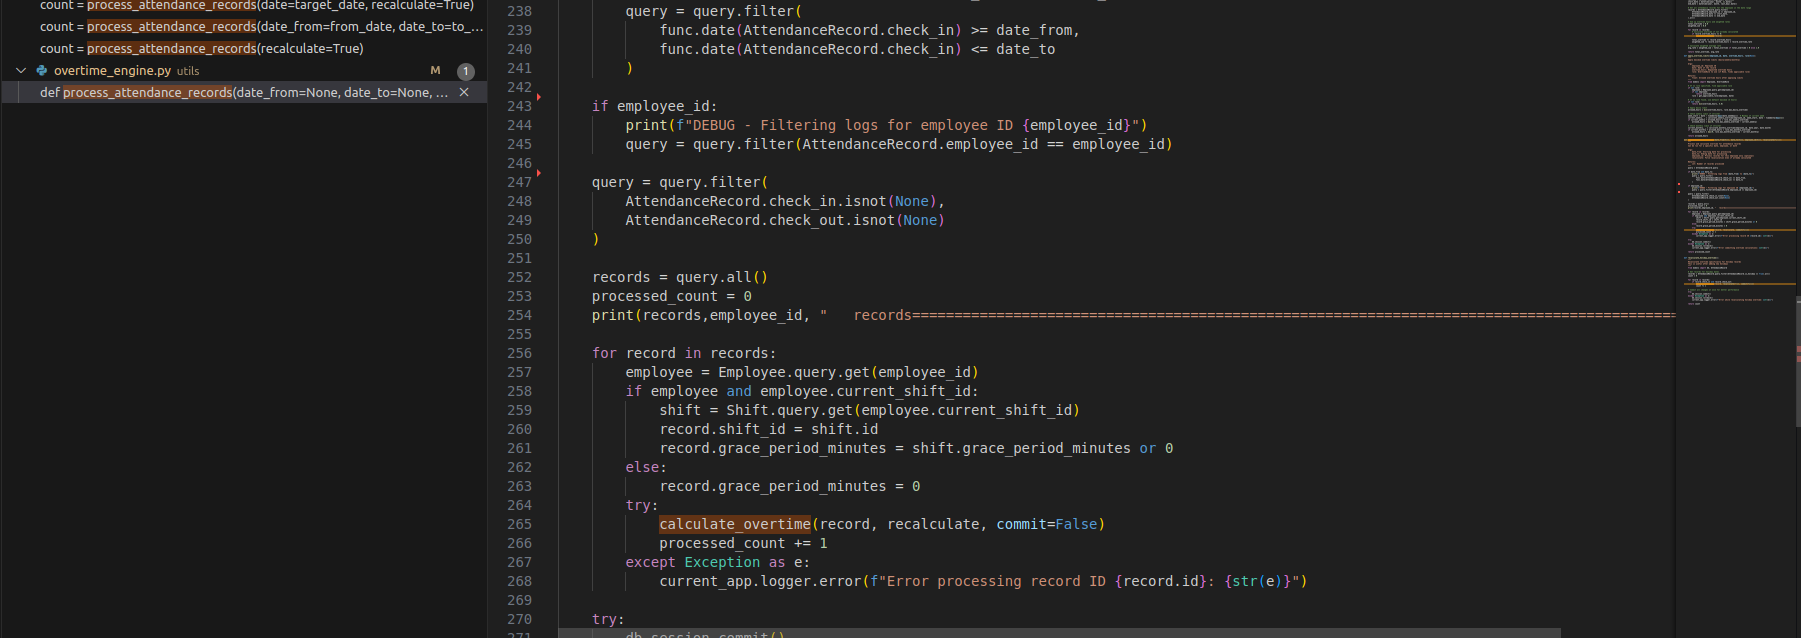 count = process_attendance_records(date=target_date, recalculate=True)
count = process_attendance_records(date_from=from_date, date_to=to_...
count = process_attendance_records(recalculate=True)
overtime_engine.py utils M 1
def process_attendance_records(date_from=None, date_to=None, ...
238 query = query.filter(
239 func.date(AttendanceRecord.check_in) >= date_from,
240 func.date(AttendanceRecord.check_in) <= date_to
241 )
242
243 if employee_id:
244 print(f"DEBUG - Filtering logs for employee ID {employee_id}")
245 query = query.filter(AttendanceRecord.employee_id == employee_id)
246
247 query = query.filter(
248 AttendanceRecord.check_in.isnot(None),
249 AttendanceRecord.check_out.isnot(None)
250 )
251
252 records = query.all()
253 processed_count = 0
254 print(records,employee_id, "   records===========================================================================================
255
256 for record in records:
257 employee = Employee.query.get(employee_id)
258 if employee and employee.current_shift_id:
259 shift = Shift.query.get(employee.current_shift_id)
260 record.shift_id = shift.id
261 record.grace_period_minutes = shift.grace_period_minutes or 0
262 else:
263 record.grace_period_minutes = 0
264 try:
265 calculate_overtime(record, recalculate, commit=False)
266 processed_count += 1
267 except Exception as e:
268 current_app.logger.error(f"Error processing record ID {record.id}: {str(e)}")
269
270 try:
271 db.session.commit()